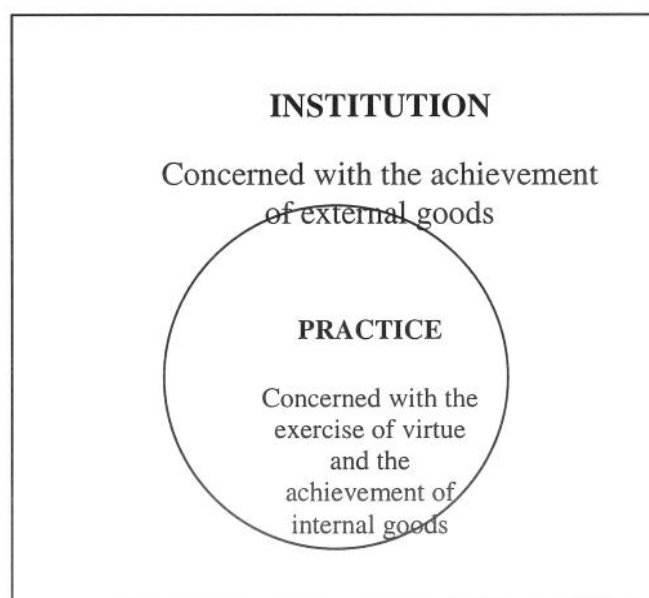 INSTITUTION
Concerned with the achievement
of external goods
PRACTICE
Concerned with the
exercise of virtue
and the
achievement of
internal goods